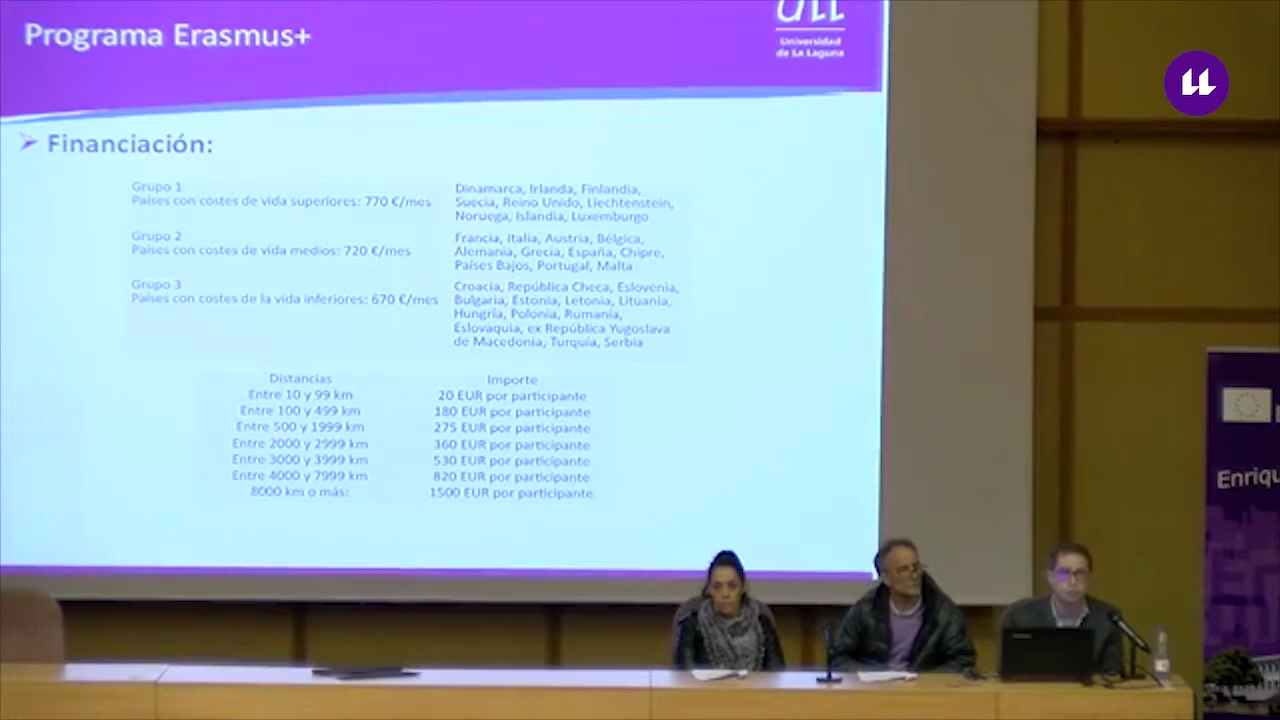 Programa Erasmus+
ull
Universidad
de La Laguna
Financiación:
Grupo 1
Países con costes de vida superiores: 770 €/mes
Dinamarca, Irlanda, Finlandia,
Suecia, Reino Unido, Liechtenstein,
Noruega, Islandia, Luxemburgo
Grupo 2
Países con costes de vida medios: 720 €/mes
Francia, Italia, Austria, Bélgica,
Alemania, Grecia, España, Chipre,
Países Bajos, Portugal, Malta
Grupo 3
Países con costes de la vida inferiores: 670 €/mes
Croacia, República Checa, Eslovenia,
Bulgaria, Estonia, Letonia, Lituania,
Hungría, Polonia, Rumanía,
Eslovaquia, ex República Yugoslava
de Macedonia, Turquía, Serbia
Distancias Importe
Entre 10 y 99 km 20 EUR por participante
Entre 100 y 499 km 180 EUR por participante
Entre 500 y 1999 km 275 EUR por participante
Entre 2000 y 2999 km 360 EUR por participante
Entre 3000 y 3999 km 530 EUR por participante
Entre 4000 y 7999 km 820 EUR por participante
8000 km o más: 1500 EUR por participante
Enriqu